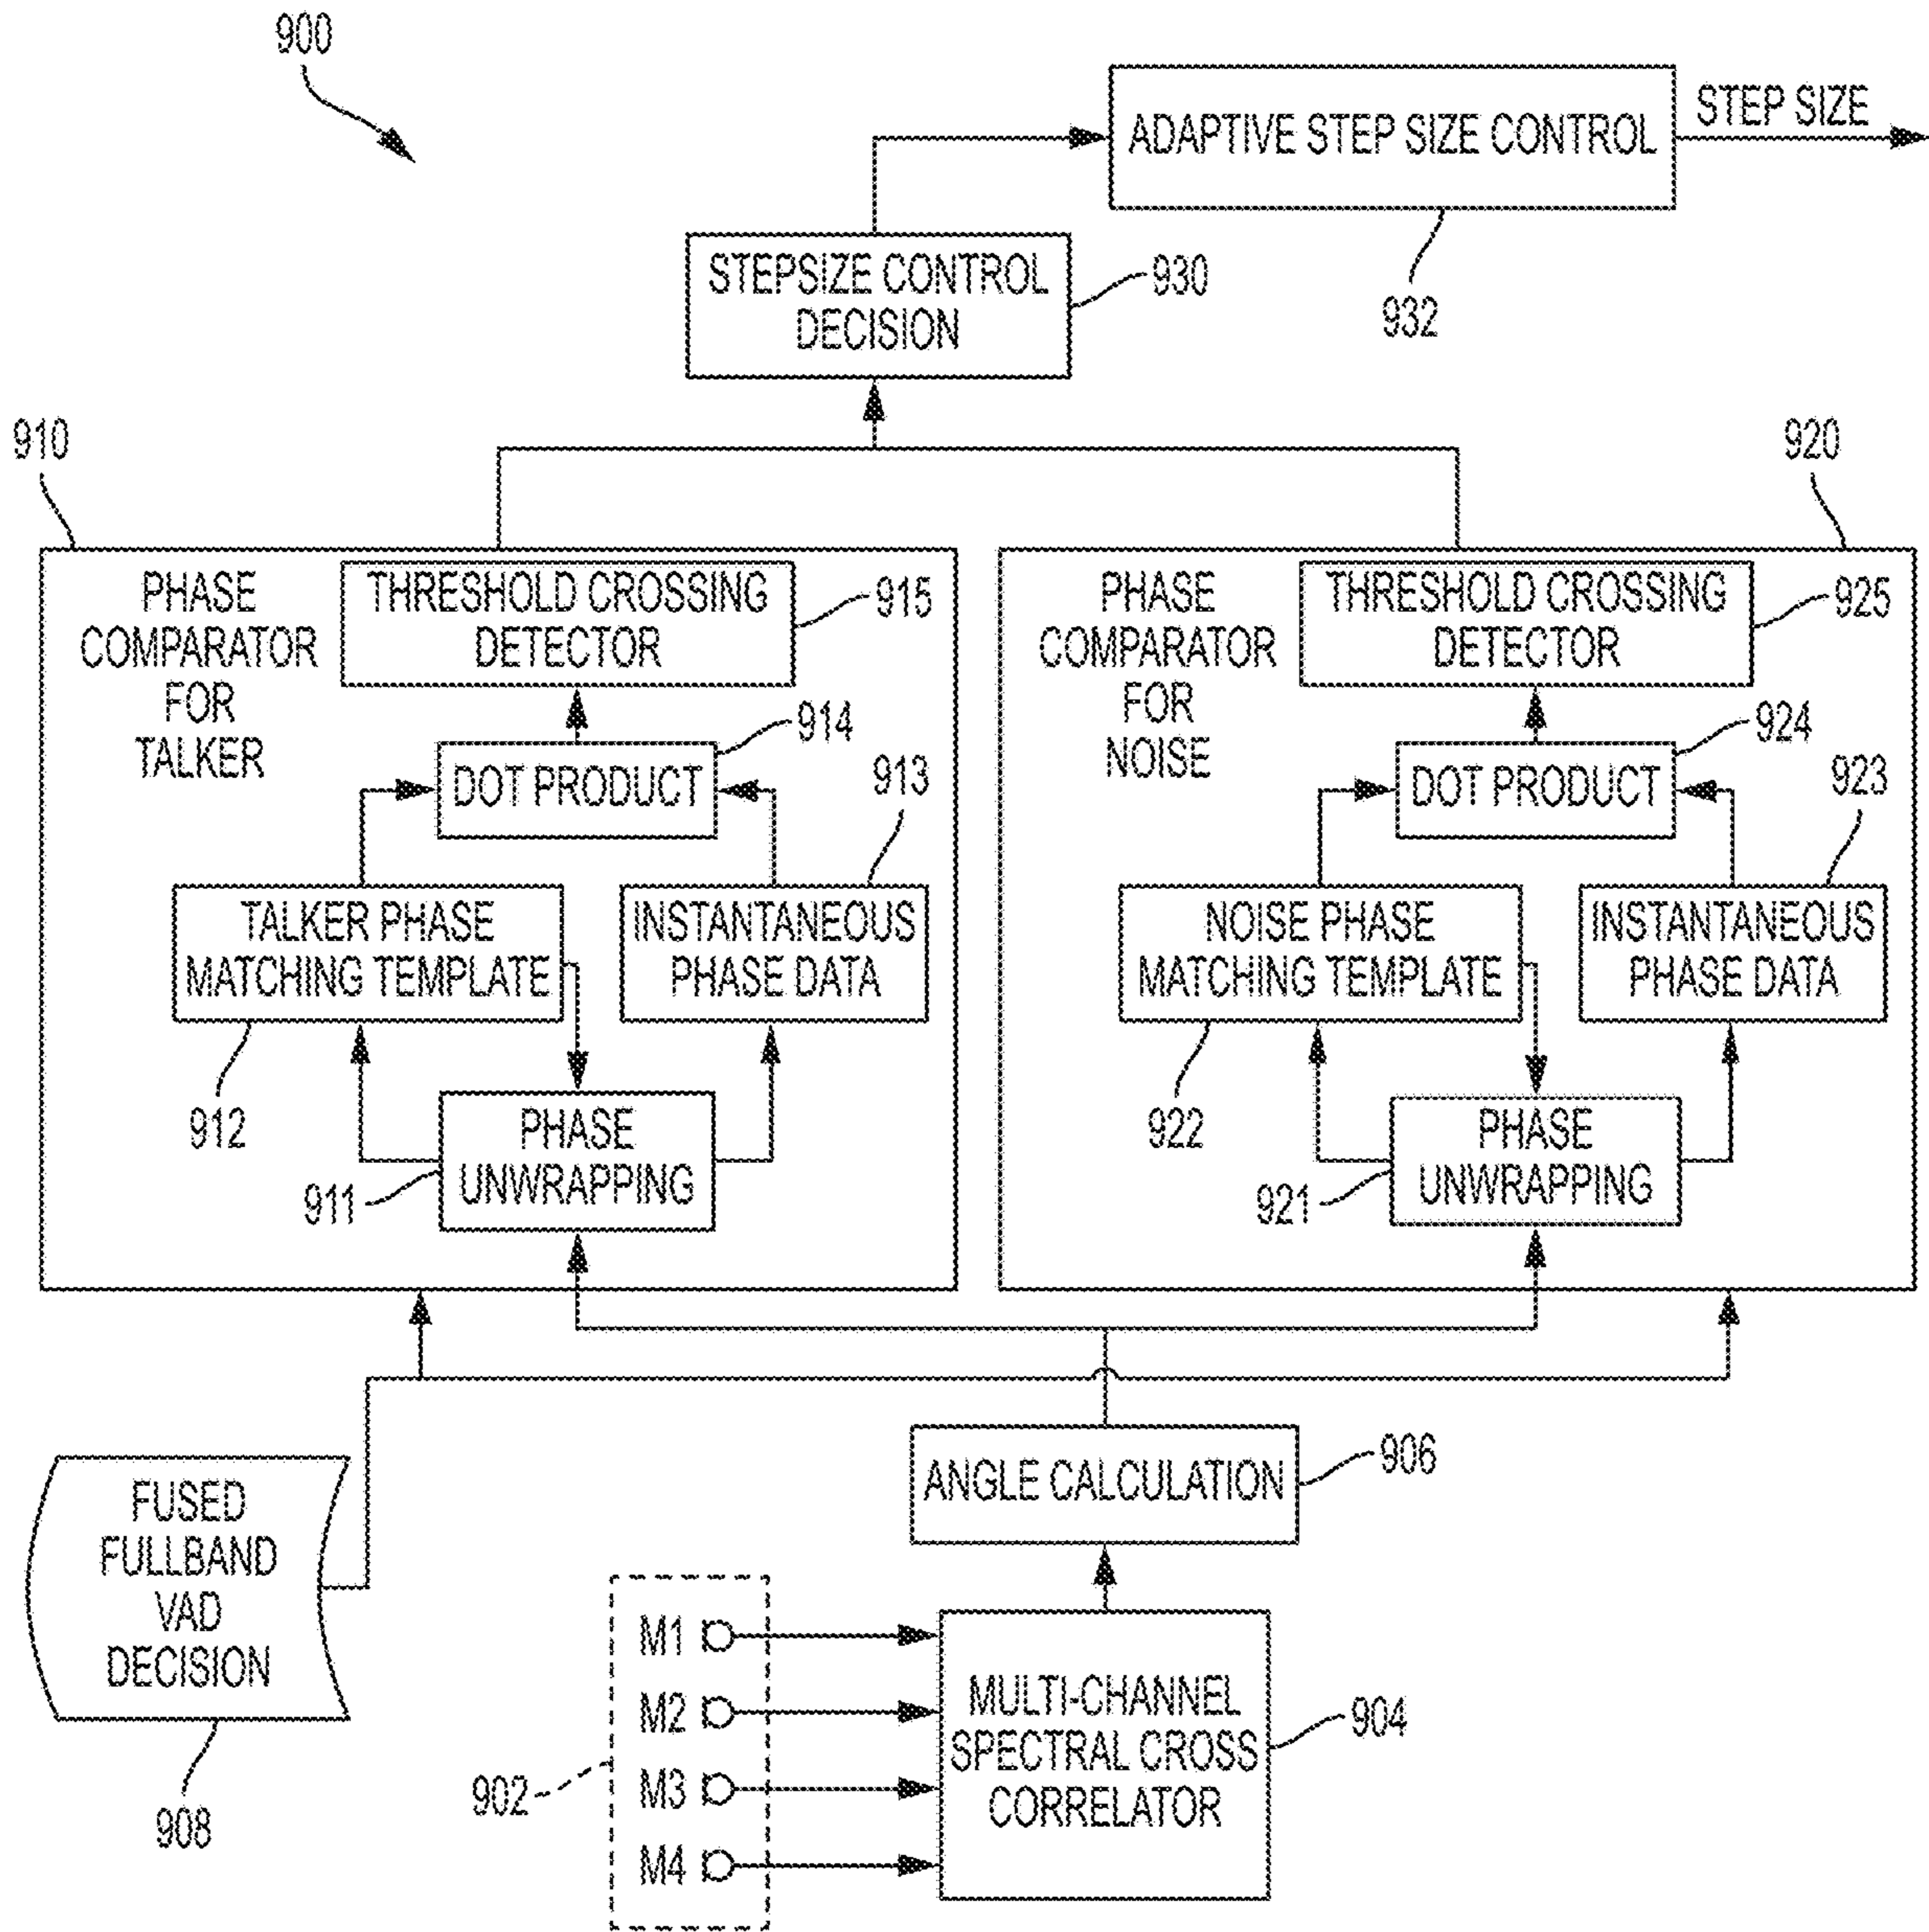 900
ADAPTIVE STEP SIZE CONTROL
STEP SIZE
932
STEPSIZE CONTROL
DECISION
930
910
920
PHASE
COMPARATOR
FOR
TALKER
THRESHOLD CROSSING
DETECTOR
915
DOT PRODUCT
914
913
TALKER PHASE
MATCHING TEMPLATE
INSTANTANEOUS
PHASE DATA
912
PHASE
UNWRAPPING
911
PHASE
COMPARATOR
FOR
NOISE
THRESHOLD CROSSING
DETECTOR
925
DOT PRODUCT
924
923
NOISE PHASE
MATCHING TEMPLATE
INSTANTANEOUS
PHASE DATA
922
PHASE
UNWRAPPING
921
ANGLE CALCULATION
906
FUSED
FULLBAND
VAD
DECISION
908
902
M1
M2
M3
M4
MULTI-CHANNEL
SPECTRAL CROSS
CORRELATOR
904